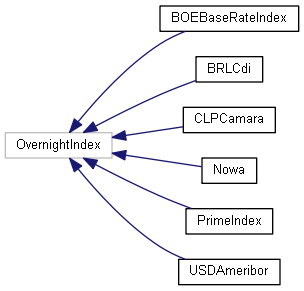 BOEBaseRateIndex
BRLCdi
CLPCamara
OvernightIndex
Nowa
PrimeIndex
USDAmeribor